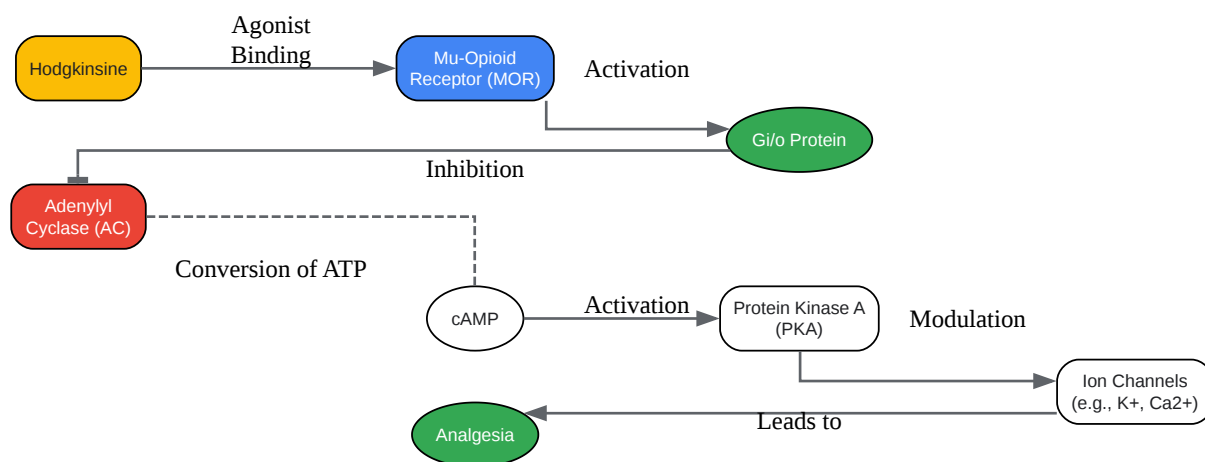 Agonist
Binding
Hodgkinsine
Mu-Opioid
Receptor (MOR)
Activation
Gi/o Protein
Inhibition
Adenylyl
Cyclase (AC)
Conversion of ATP
cAMP
Activation
Protein Kinase A
(PKA)
Modulation
Ion Channels
(e.g., K+, Ca2+)
Leads to
Analgesia